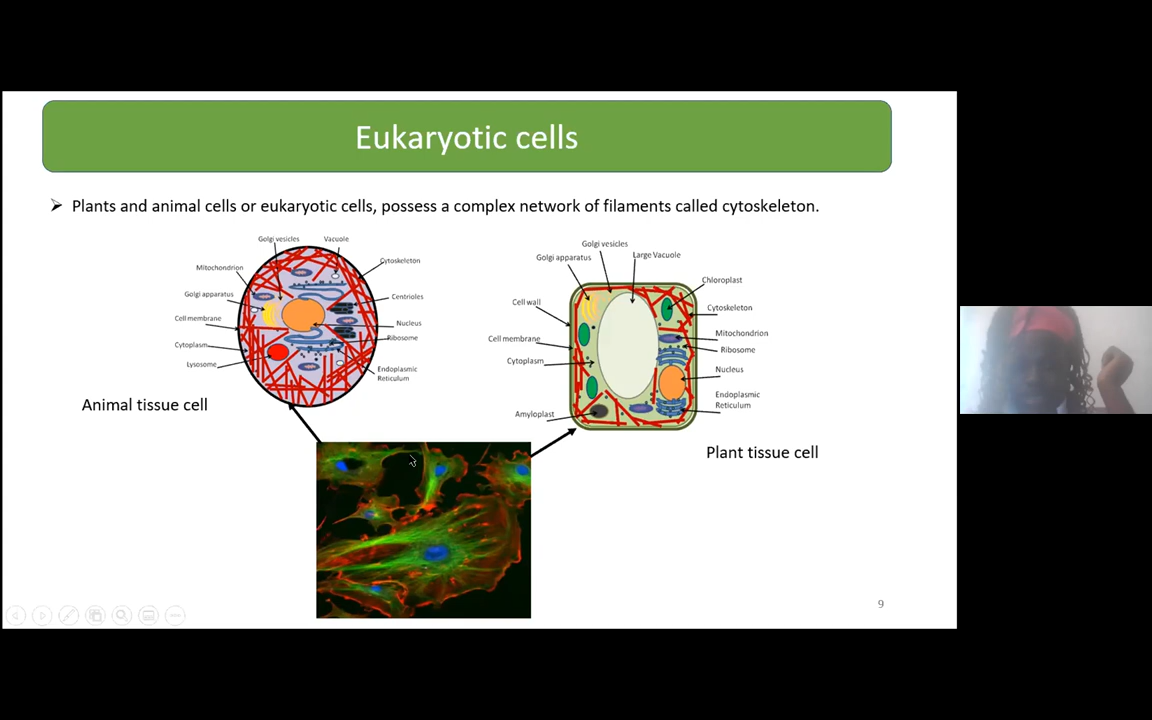 Eukaryotic cells
Plants and animal cells or eukaryotic cells, possess a complex network of filaments called cytoskeleton.
Golgi vesicles
Vacuole
Cytoskeleton
Mitochondrion
Golgi apparatus
Centrioles
Cell membrane
Nucleus
Ribosome
Cytoplasm
Lysosome
Endoplasmic
Reticulum
Animal tissue cell
Golgi vesicles
Golgi apparatus
Large Vacuole
Chloroplast
Cell wall
Cytoskeleton
Mitochondrion
Cell membrane
Ribosome
Cytoplasm
Nucleus
Endoplasmic
Reticulum
Amyloplast
Plant tissue cell
9